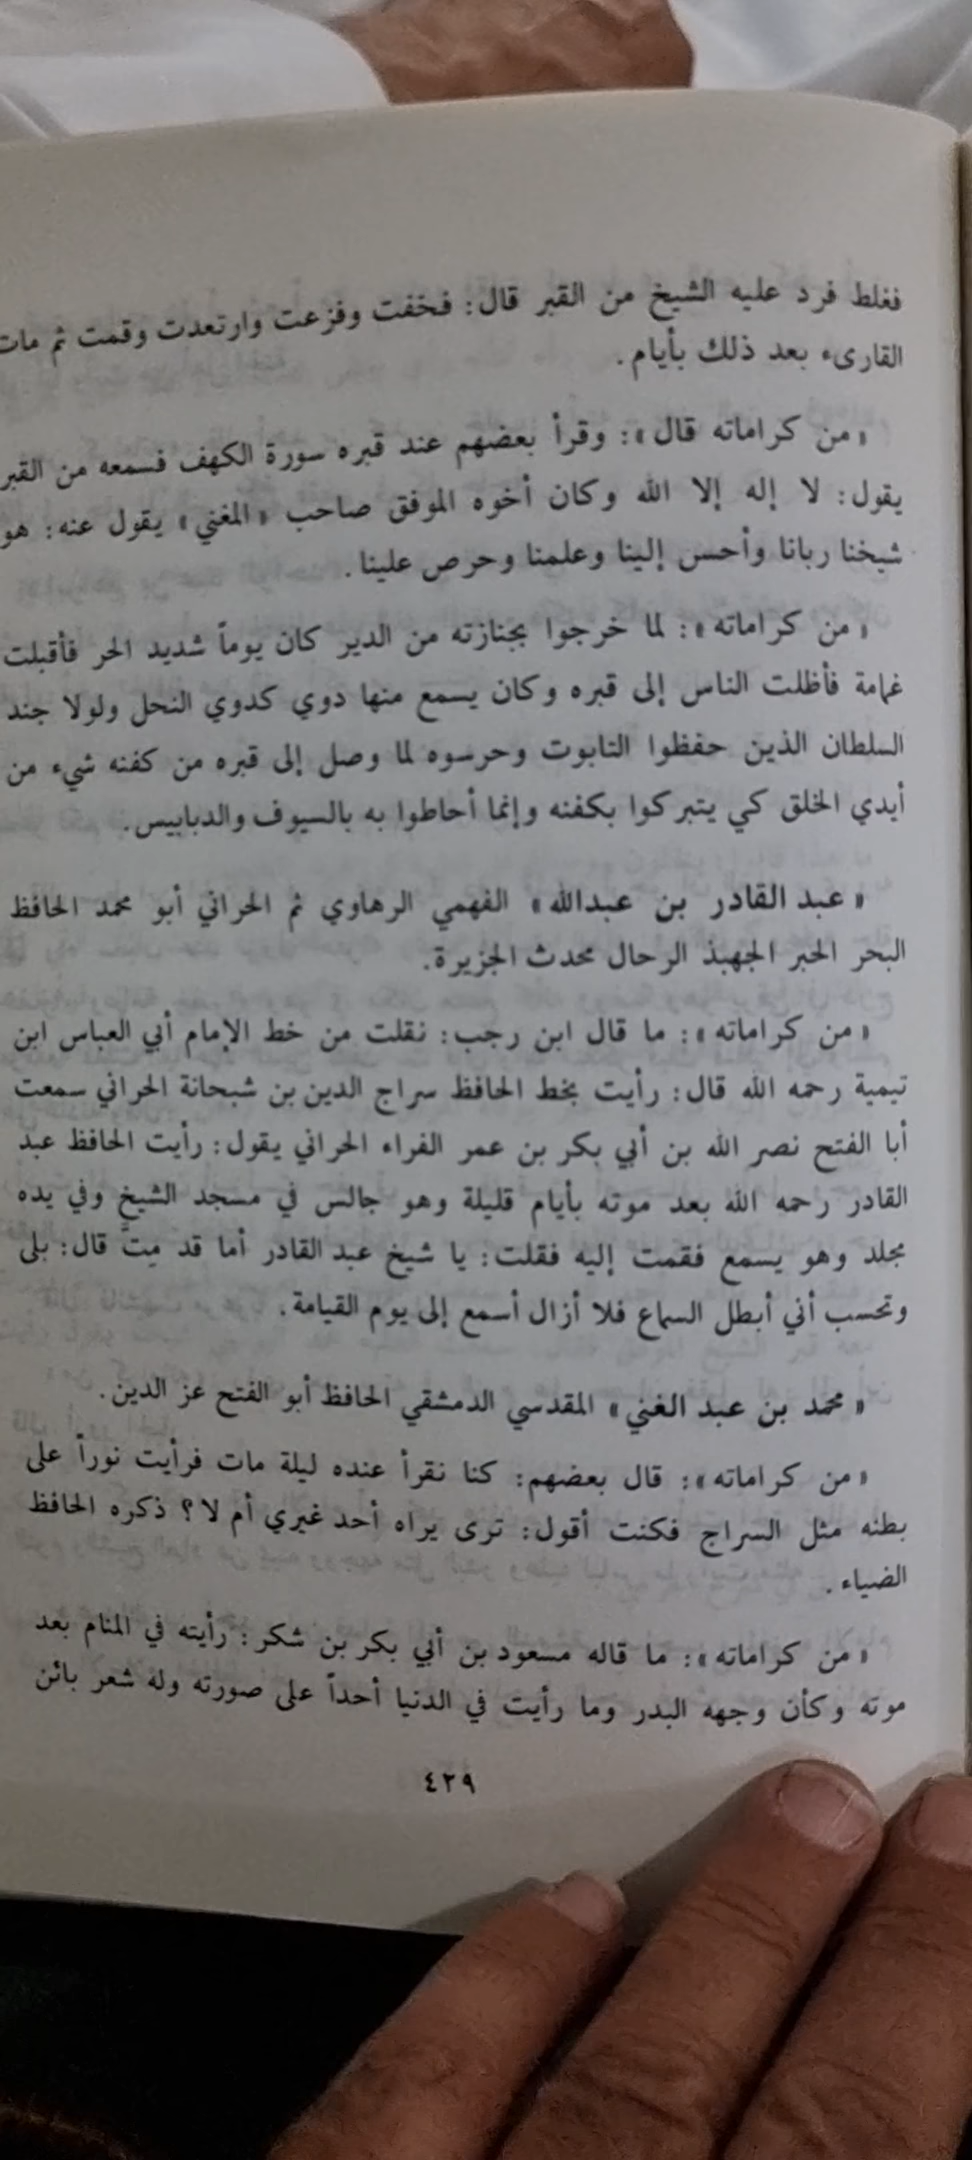 فغلط فرد عليه الشيخ من القبر قال: فخفت وفزعت وارتعدت وقمت ثم مات
القارىء بعد ذلك بأيام.
«من كراماته قال»: وقرأ بعضهم عند قبره سورة الكهف فسمعه من القبر
يقول: لا إله إلا الله وكان أخوه الموفق صاحب «المغني» يقول عنه: هو
شيخنا ربانا وأحسن إلينا وعلمنا وحرص علينا.
«من كراماته»: لما خرجوا بجنازته من الدير كان يوماً شديد الحر فأقبلت
غمامة فأظلت الناس إلى قبره وكان يسمع منها دوي كدوي النحل ولولا جند
السلطان الذين حفظوا التابوت وحرسوه لما وصل إلى قبره من كفنه شيء من
أيدي الخلق كي يتبركوا بكفنه وإنما أحاطوا به بالسيوف والدبابيس.
«عبد القادر بن عبدالله» الفهمي الرهاوي ثم الحراني أبو محمد الحافظ
البحر الحبر الجهبذ الرحال محدث الجزيرة.
«من كراماته»: ما قال ابن رجب: نقلت من خط الإمام أبي العباس ابن
تيمية رحمه الله قال: رأيت بخط الحافظ سراج الدين بن شبحانة الحراني سمعت
أبا الفتح نصر الله بن أبي بكر بن عمر الفراء الحراني يقول: رأيت الحافظ عبد
القادر رحمه الله بعد موته بأيام قليلة وهو جالس في مسجد الشيخ وفي يده
مجلد وهو يسمع فقمت إليه فقلت: يا شيخ عبد القادر أما قد مِتَّ قال: بلى
وتحسب أني أبطل السماع فلا أزال أسمع إلى يوم القيامة.
«محمد بن عبد الغني» المقدسي الدمشقي الحافظ أبو الفتح عز الدين.
«من كراماته»: قال بعضهم: كنا نقرأ عنده ليلة مات فرأيت نوراً على
بطنه مثل السراج فكنت أقول: ترى يراه أحد غيري أم لا؟ ذكره الحافظ
الضياء.
«من كراماته»: ما قاله مسعود بن أبي بكر بن شكر: رأيته في المنام بعد
موته وكأن وجهه البدر وما رأيت في الدنيا أحداً على صورته وله شعر بائن
٤٢٩